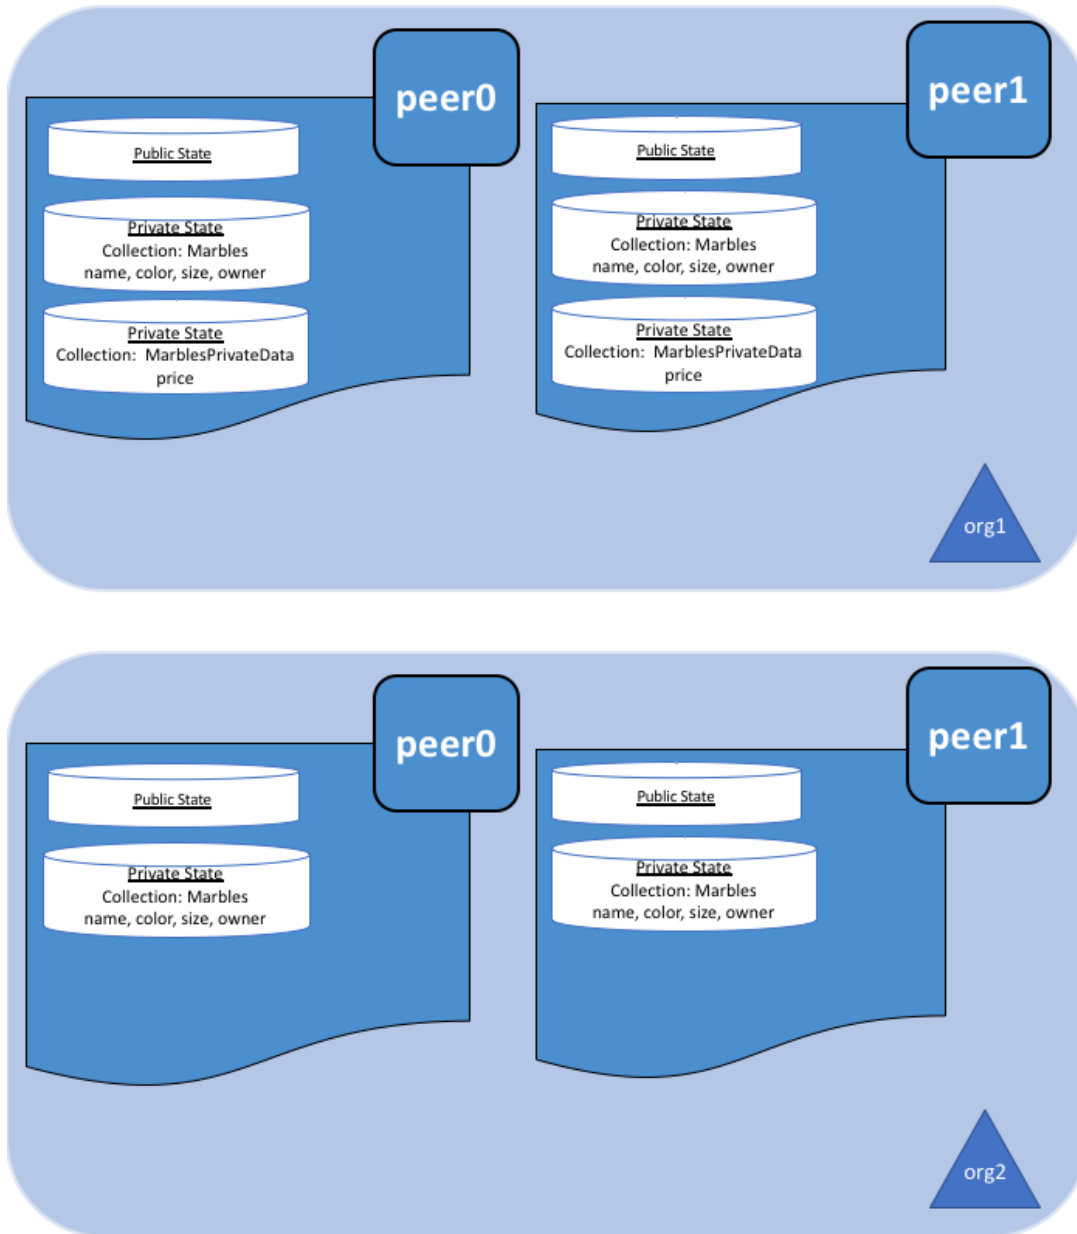 peer0
Public State
Private State
Collection: Marbles
name, color, size, owner
Private State
Collection:  MarblesPrivateData
price
peer1
Public State
Private State
Collection: Marbles
name, color, size, owner
Private State
Collection:  MarblesPrivateData
price
org1
peer0
Public State
Private State
Collection: Marbles
name, color, size, owner
peer1
Public State
Private State
Collection: Marbles
name, color, size, owner
org2